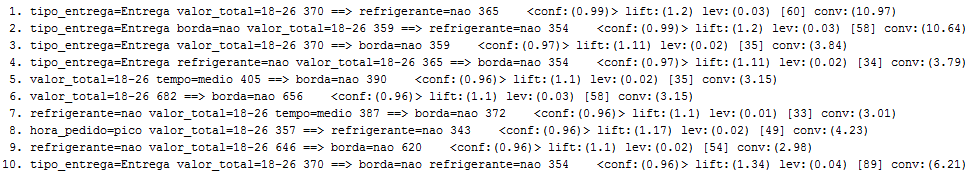 1. tipo_entrega=Entrega valor_total=18-26 370 ==> refrigerante=nao 365 <conf:(0.99)> lift:(1.2) lev:(0.03) [60] conv:(10.97)
2. tipo_entrega=Entrega borda=nao valor_total=18-26 359 ==> refrigerante=nao 354 <conf:(0.99)> lift:(1.2) lev:(0.03) [58] conv:(10.64)
3. tipo_entrega=Entrega valor_total=18-26 370 ==> borda=nao 359 <conf:(0.97)> lift:(1.11) lev:(0.02) [35] conv:(3.84)
4. tipo_entrega=Entrega refrigerante=nao valor_total=18-26 365 ==> borda=nao 354 <conf:(0.97)> lift:(1.11) lev:(0.02) [34] conv:(3.79)
5. valor_total=18-26 tempo=medio 405 ==> borda=nao 390 <conf:(0.96)> lift:(1.1) lev:(0.02) [35] conv:(3.15)
6. valor_total=18-26 682 ==> borda=nao 656 <conf:(0.96)> lift:(1.1) lev:(0.03) [58] conv:(3.15)
7. refrigerante=nao valor_total=18-26 tempo=medio 387 ==> borda=nao 372 <conf:(0.96)> lift:(1.1) lev:(0.01) [33] conv:(3.01)
8. hora_pedido=pico valor_total=18-26 357 ==> refrigerante=nao 343 <conf:(0.96)> lift:(1.17) lev:(0.02) [49] conv:(4.23)
9. refrigerante=nao valor_total=18-26 646 ==> borda=nao 620 <conf:(0.96)> lift:(1.1) lev:(0.02) [54] conv:(2.98)
10. tipo_entrega=Entrega valor_total=18-26 370 ==> borda=nao refrigerante=nao 354 <conf:(0.96)> lift:(1.34) lev:(0.04) [89] conv:(6.21)